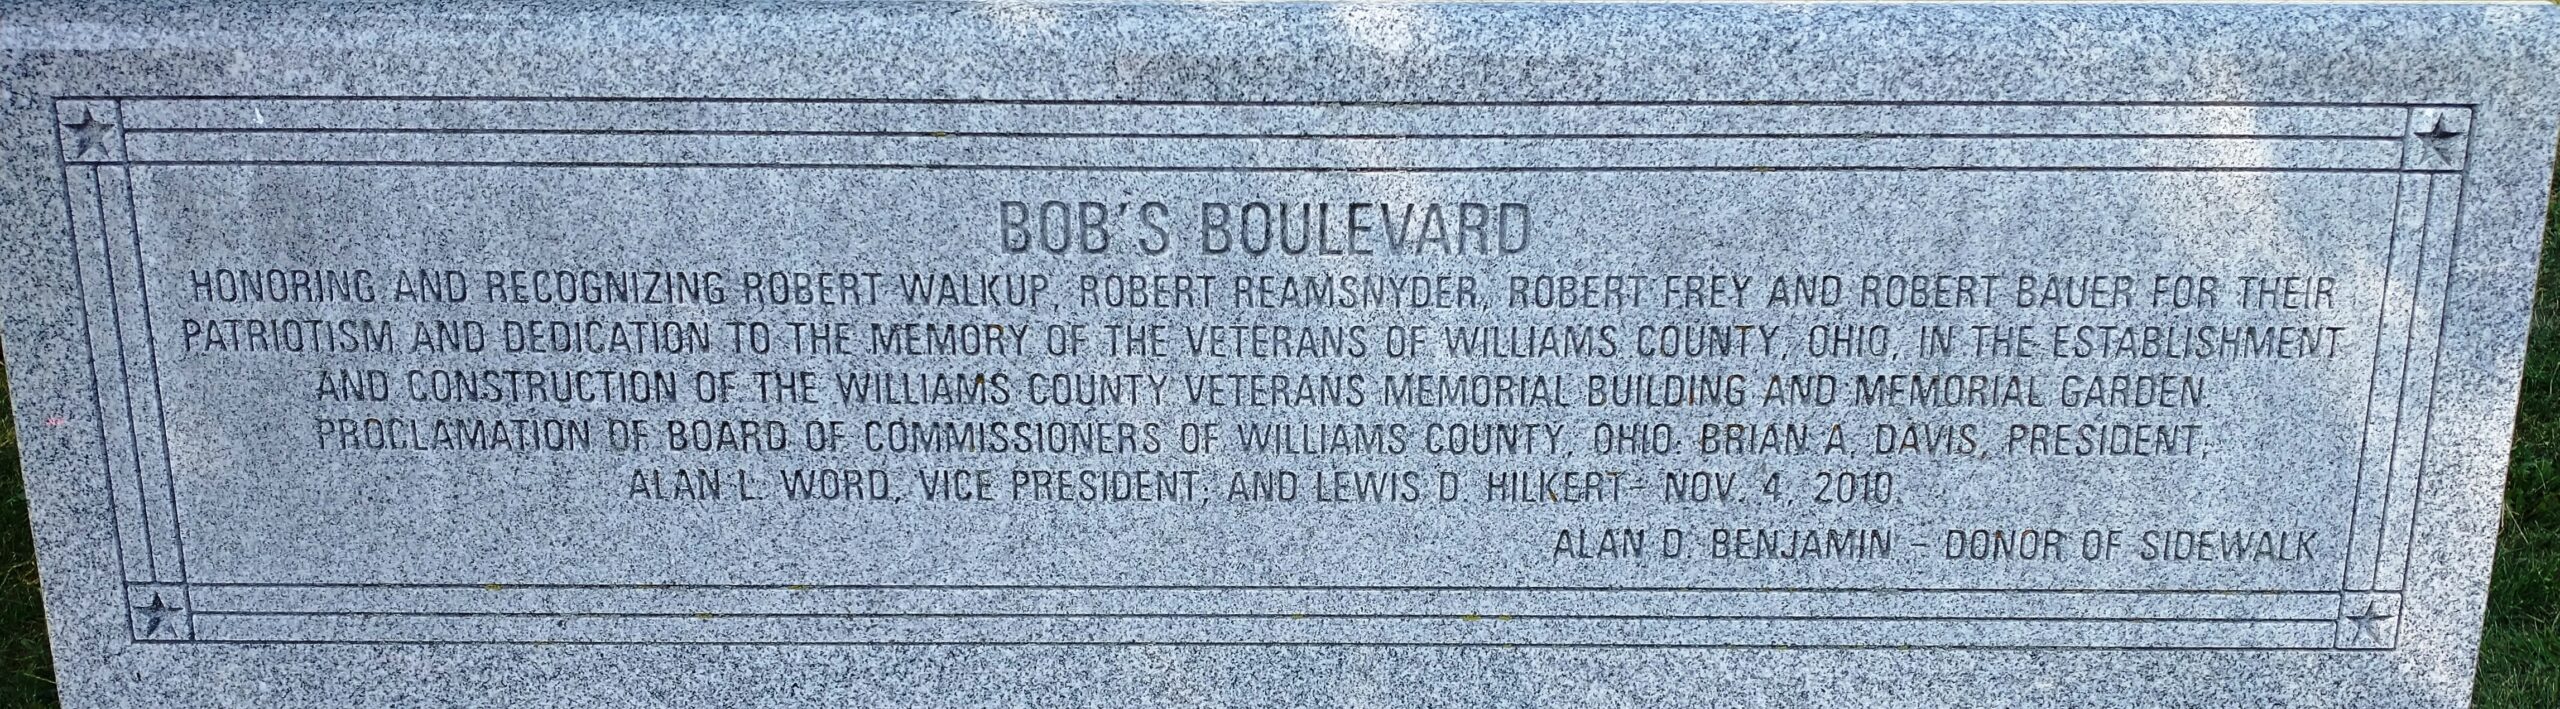 BOB'S BOULEVARD
HONORING AND RECOGNIZING ROBERT WALKUP, ROBERT REAMSNYDER, ROBERT FREY AND ROBERT BAUER FOR THEIR
PATRIOTISM AND DEDICATION TO THE MEMORY OF THE VETERANS OF WILLIAMS COUNTY, OHIO, IN THE ESTABLISHMENT
AND CONSTRUCTION OF THE WILLIAMS COUNTY VETERANS MEMORIAL BUILDING AND MEMORIAL GARDEN.
PROCLAMATION OF BOARD OF COMMISSIONERS OF WILLIAMS COUNTY, OHIO: BRIAN A. DAVIS, PRESIDENT;
ALAN L. WORD, VICE PRESIDENT; AND LEWIS D. HILKERT - NOV. 4, 2010
ALAN D. BENJAMIN - DONOR OF SIDEWALK